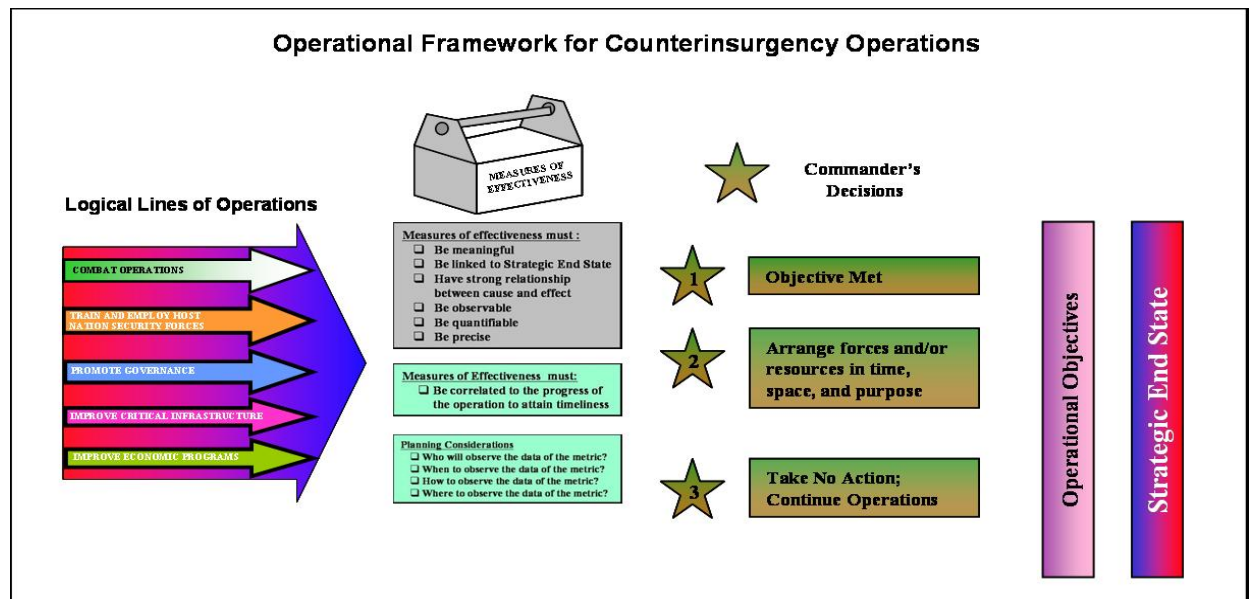 Operational Framework for Counterinsurgency Operations
MEASURES OF
EFFECTIVENESS
Commander's
Decisions
Logical Lines of Operations
COMBAT OPERATIONS
TRAIN AND EMPLOY HOST
NATION SECURITY FORCES
PROMOTE GOVERNANCE
IMPROVE CRITICAL INFRASTRUCTURE
IMPROVE ECONOMIC PROGRAMS
Measures of effectiveness must :
❑ Be meaningful
❑ Be linked to Strategic End State
❑ Have strong relationship
between cause and effect
❑ Be observable
❑ Be quantifiable
❑ Be precise
Measures of Effectiveness must:
❑ Be correlated to the progress of
the operation to attain timeliness
Planning Considerations
❑ Who will observe the data of the metric?
❑ When to observe the data of the metric?
❑ How to observe the data of the metric?
❑ Where to observe the data of the metric?
1
Objective Met
2
Arrange forces and/or
resources in time,
space, and purpose
3
Take No Action;
Continue Operations
Operational Objectives
Strategic End State